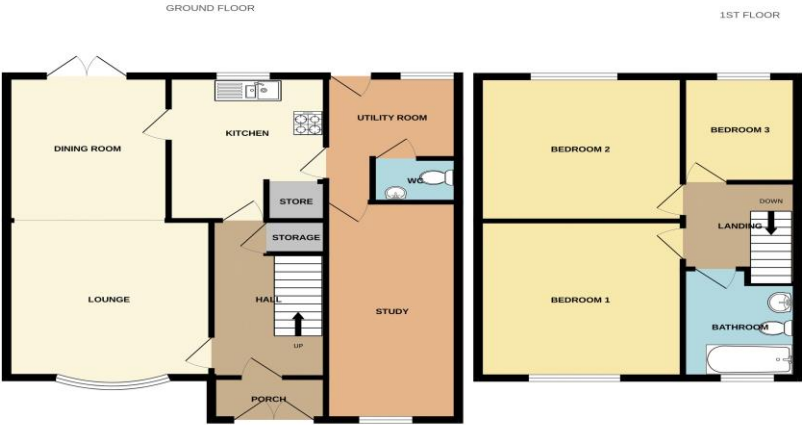 GROUND FLOOR
1ST FLOOR
DINING ROOM
KITCHEN
UTILITY ROOM
WC
STORE
STORAGE
LOUNGE
HALL
UP
STUDY
PORCH
BEDROOM 2
BEDROOM 3
DOWN
LANDING
BEDROOM 1
BATHROOM